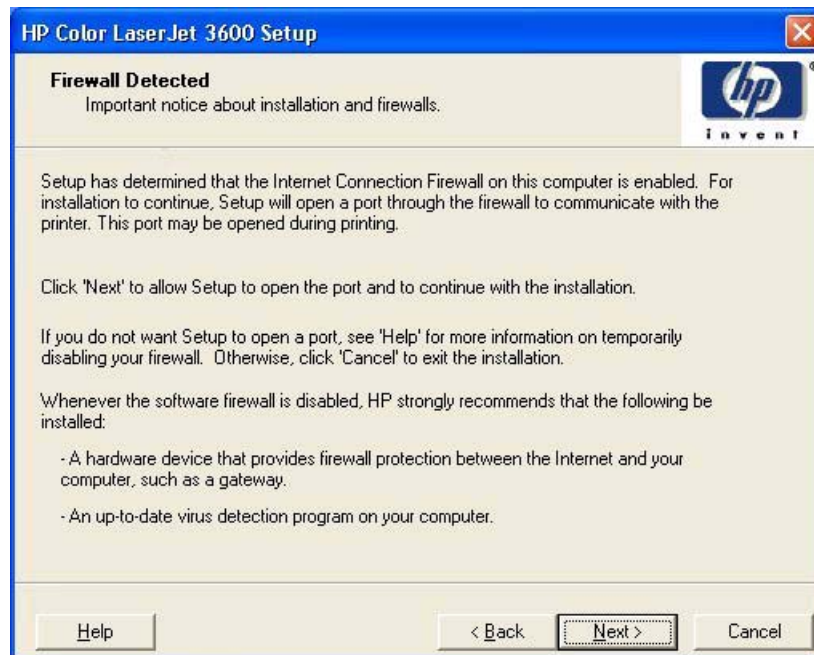 HP Color LaserJet 3600 Setup
Firewall Detected
Important notice about installation and firewalls.
hp
invent
Setup has determined that the Internet Connection Firewall on this computer is enabled. For
installation to continue, Setup will open a port through the firewall to communicate with the
printer. This port may be opened during printing.
Click 'Next' to allow Setup to open the port and to continue with the installation.
If you do not want Setup to open a port, see 'Help' for more information on temporarily
disabling your firewall. Otherwise, click 'Cancel' to exit the installation.
Whenever the software firewall is disabled, HP strongly recommends that the following be
installed:
- A hardware device that provides firewall protection between the Internet and your
computer, such as a gateway.
- An up-to-date virus detection program on your computer.
Help < Back Next > Cancel